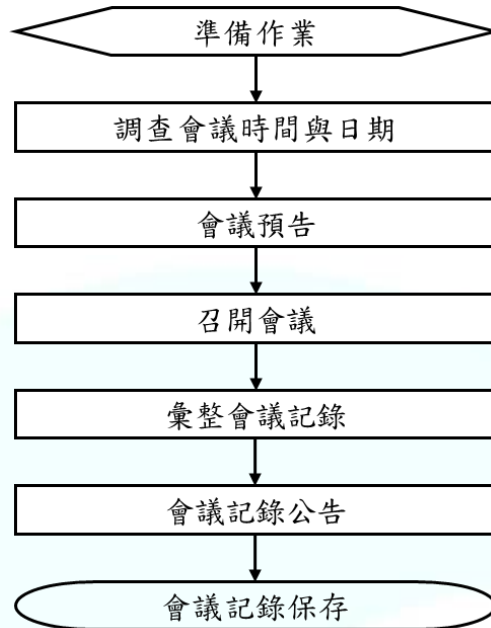 準備作業
調查會議時間與日期
會議預告
召開會議
彙整會議記錄
會議記錄公告
會議記錄保存